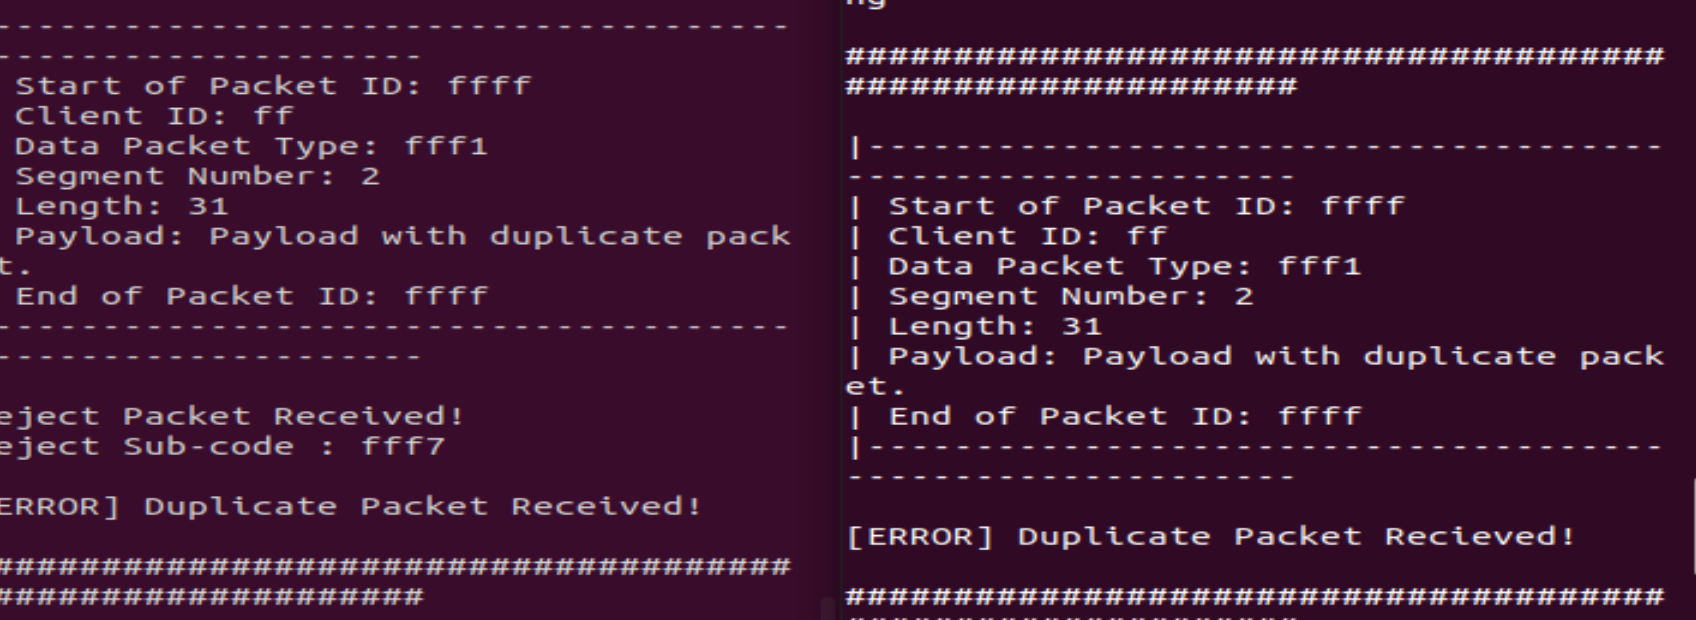 ---------------------------------------
--------------------
Start of Packet ID: ffff
Client ID: ff
Data Packet Type: fff1
Segment Number: 2
Length: 31
Payload: Payload with duplicate pack
t.
End of Packet ID: ffff
---------------------------------------
--------------------
eject Packet Received!
eject Sub-code : fff7
ERROR] Duplicate Packet Received!
#####################################
####################
ng
######################################
#####################
|-------------------------------------
---------------------
| Start of Packet ID: ffff
| Client ID: ff
| Data Packet Type: fff1
| Segment Number: 2
| Length: 31
| Payload: Payload with duplicate pack
et.
| End of Packet ID: ffff
|-------------------------------------
---------------------
[ERROR] Duplicate Packet Recieved!
######################################